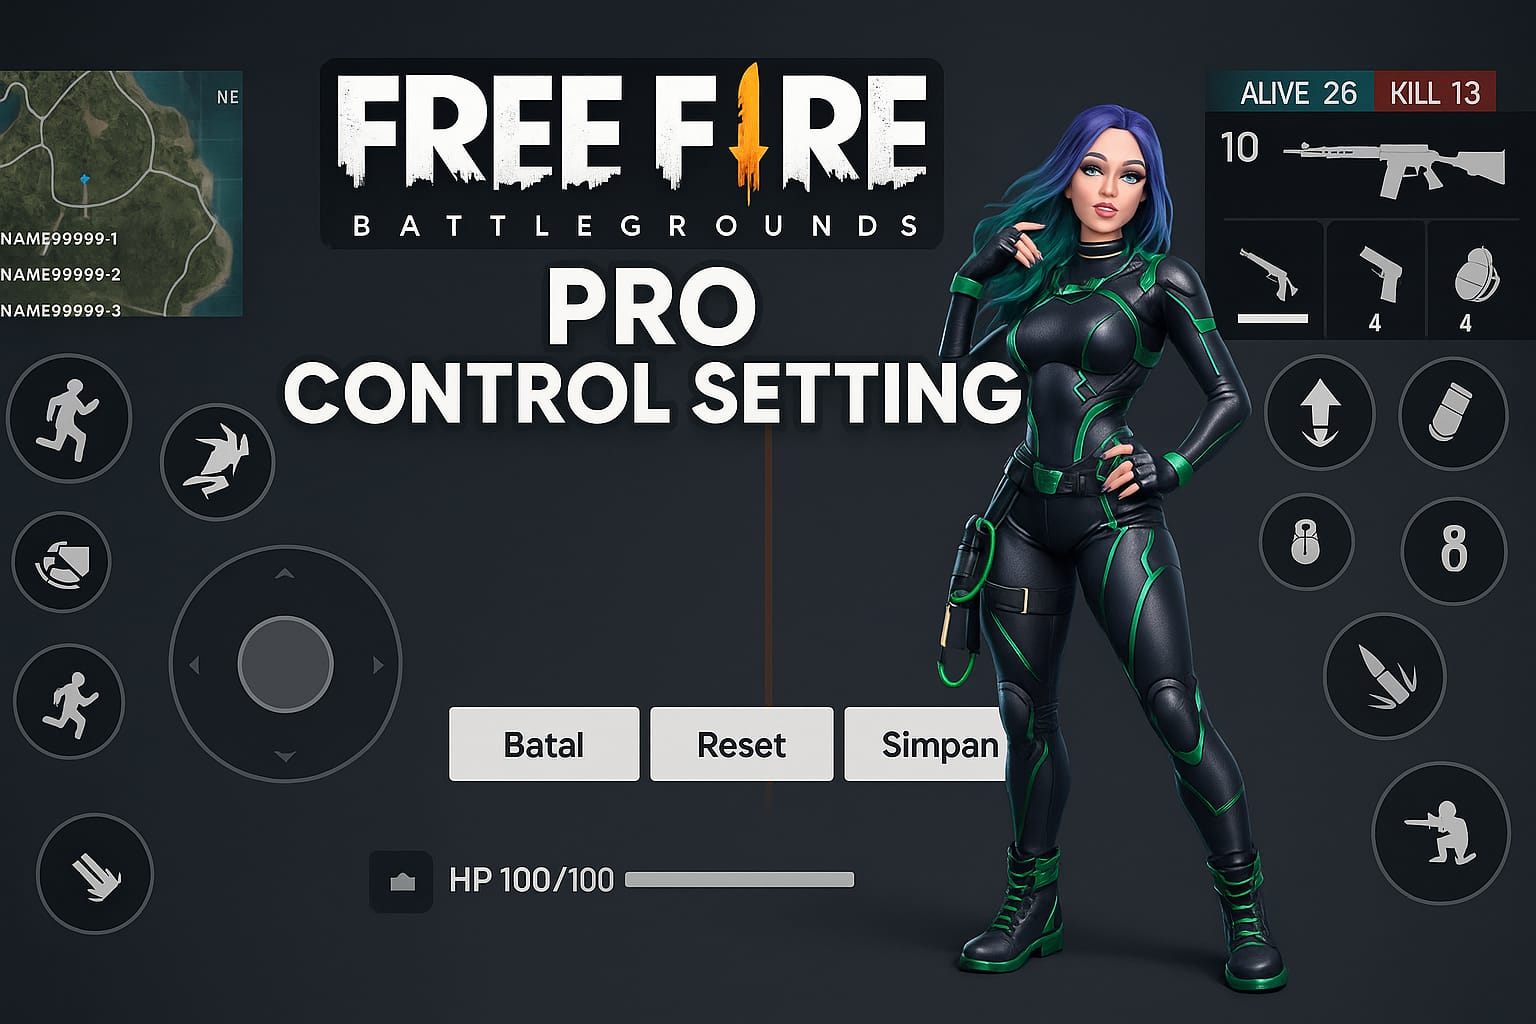 FREE FIRE
BATTLEGROUNDS
PRO
CONTROL SETTING
NE
NAME99999-1
NAME99999-2
NAME99999-3
ALIVE 26 KILL 13
10
4 4
8
Batal Reset Simpan
HP 100/100